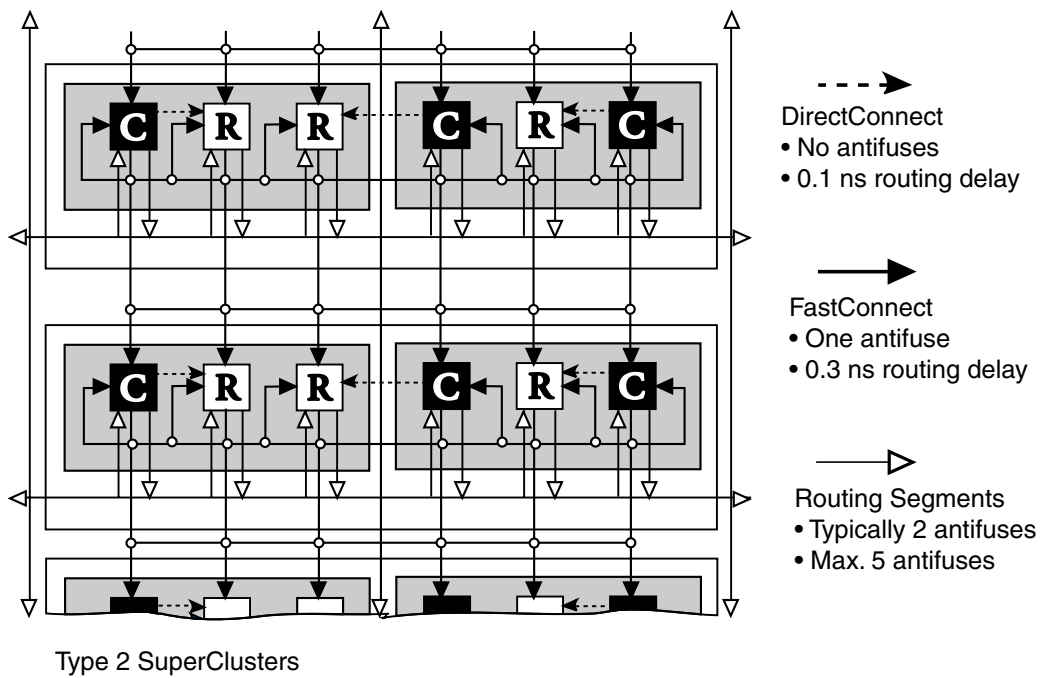 C R R C R C
DirectConnect
• No antifuses
• 0.1 ns routing delay
FastConnect
• One antifuse
• 0.3 ns routing delay
C R R C R C
Routing Segments
• Typically 2 antifuses
• Max. 5 antifuses
Type 2 SuperClusters